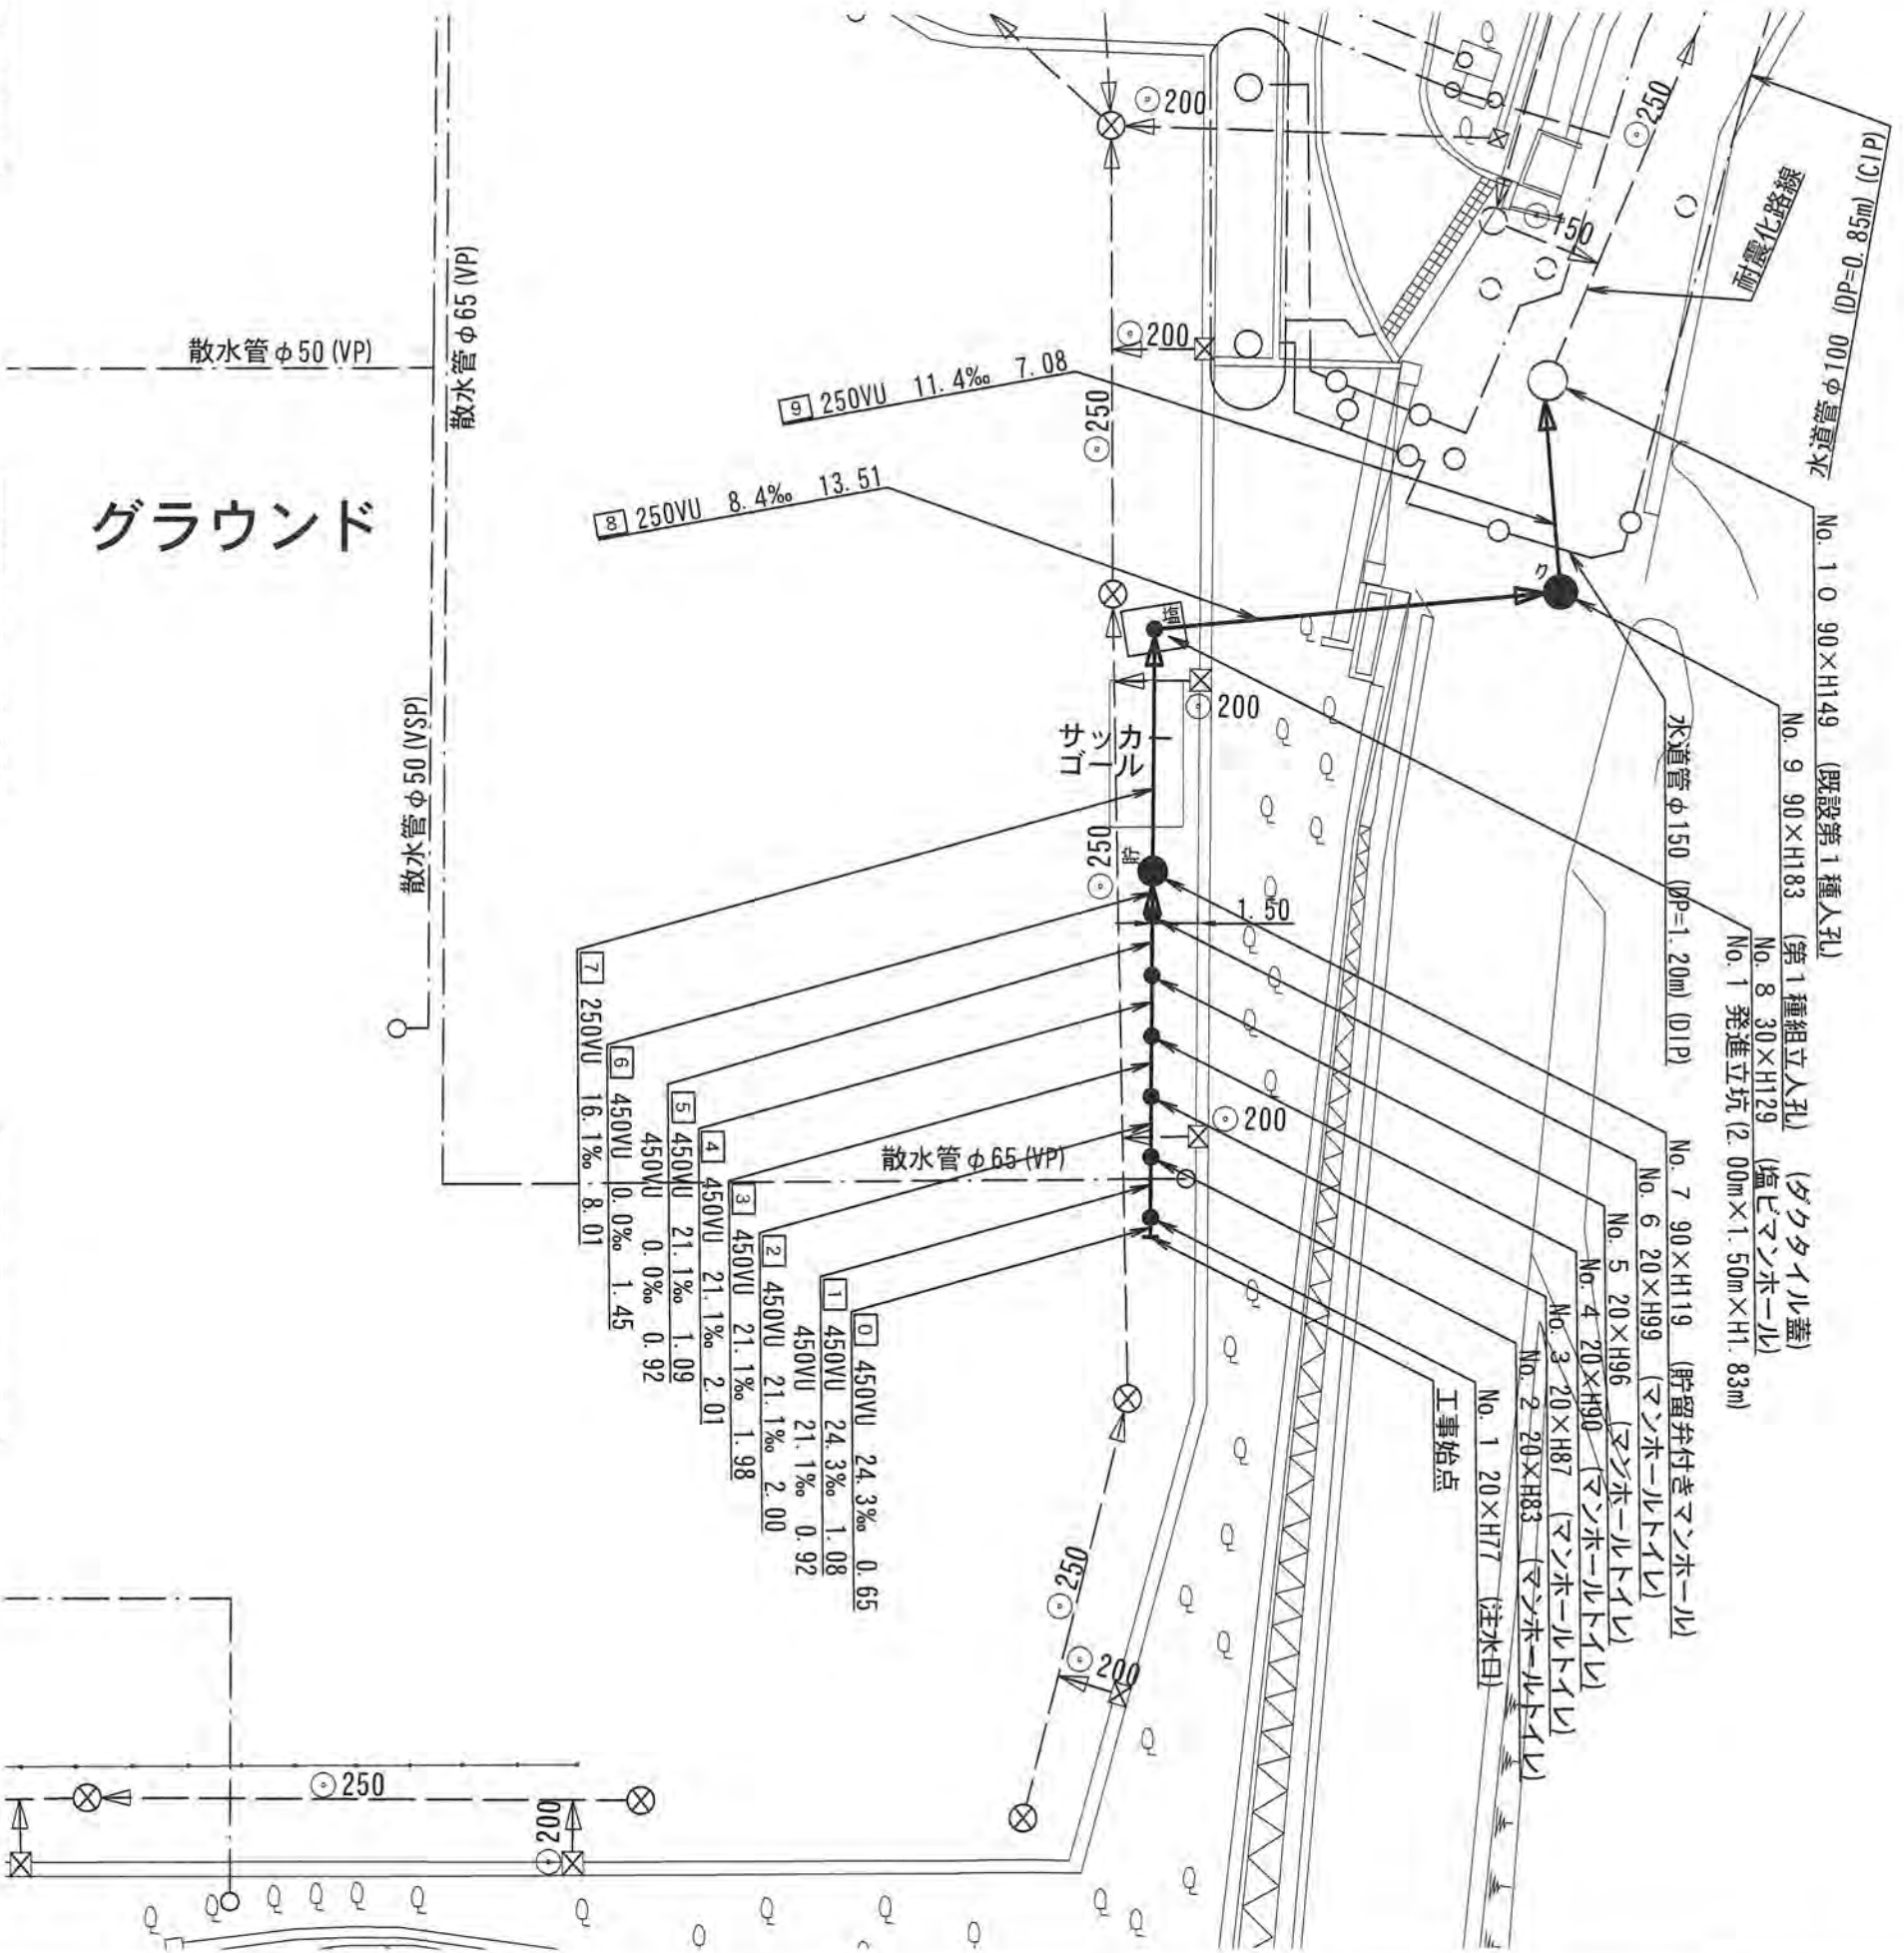 200
250
150
耐震化路線
水道管φ100 (DP=0.85m) (CIP)
散水管φ50(VP)
散水管φ65(VP)
200
9 250VU 11.4‰ 7.08
250
8 250VU 8.4‰ 13.51
グラウンド
ク
塩
No.10 90×H149 (既設第1種人孔)
No.9 90×H83 (第1種組立人孔) (ダクタイル蓋)
No.8 30×H129 (塩ビマンホール)
No.1 発進立坑(2.00m×1.50m×H1.83m)
水道管φ150 (DP=1.20m) (DIP)
散水管φ50(VSP)
200
サッカー
ゴール
250
貯
1.50
200
散水管φ65(VP)
No.7 90×H119 (貯留弁付きマンホール)
No.6 20×H99 (マンホールトイレ)
No.5 20×H96 (マンホールトイレ)
No.4 20×H90 (マンホールトイレ)
No.3 20×H87 (マンホールトイレ)
No.2 20×H83 (マンホールトイレ)
No.1 20×H77 (注水口)
工事始点
7 250VU 16.1‰ 8.01
6 450VU 0.0‰ 1.45
5 450VU 21.1‰ 1.09
450VU 0.0‰ 0.92
4 450VU 21.1‰ 2.01
3 450VU 21.1‰ 1.98
2 450VU 21.1‰ 2.00
1 450VU 24.3‰ 1.08
450VU 21.1‰ 0.92
0 450VU 24.3‰ 0.65
250
200
250
200